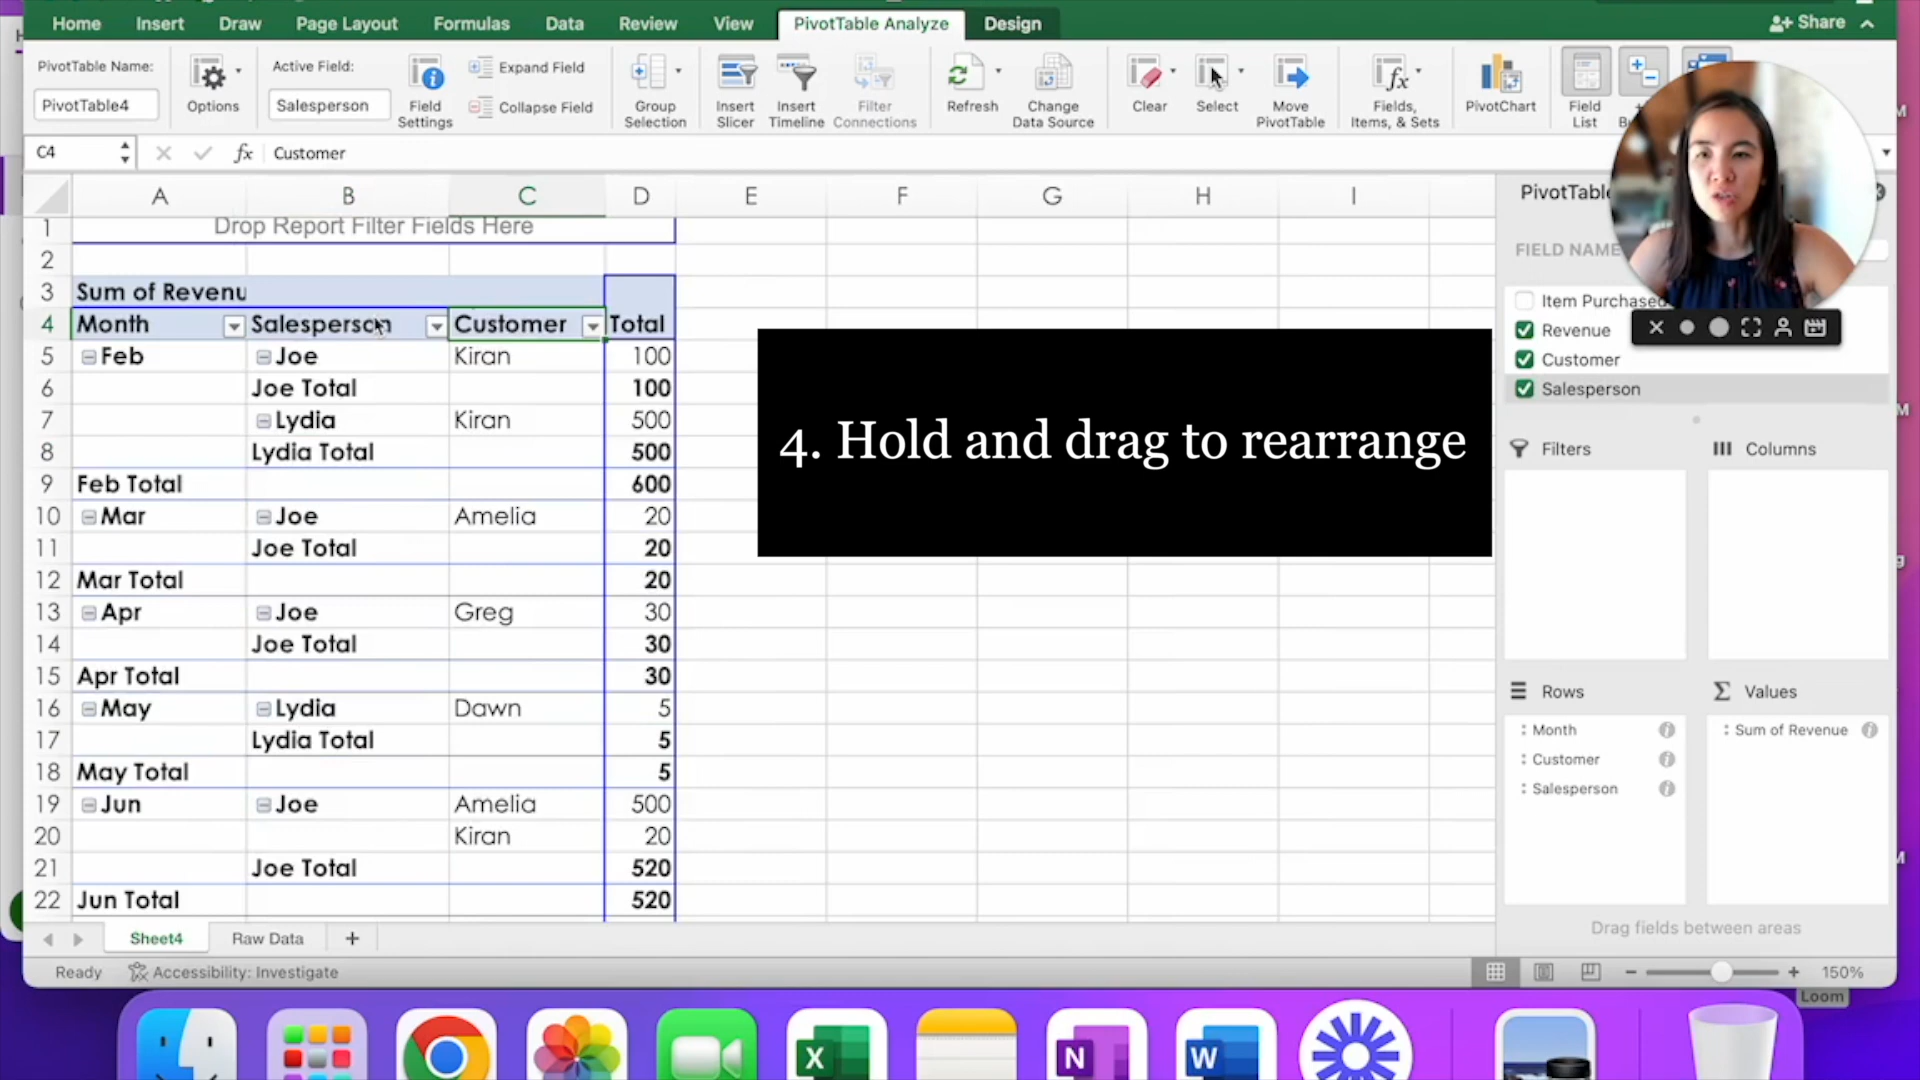 Home Insert Draw Page Layout Formulas Data Review View PivotTable Analyze Design Share
PivotTable Name:
PivotTable4
Options
Active Field:
Salesperson
Field Settings
Expand Field
Collapse Field
Group Selection
Insert Slicer
Insert Timeline
Filter Connections
Refresh
Change Data Source
Clear
Select
Move PivotTable
Fields, Items, & Sets
PivotChart
Field List
C4 fx Customer
A B C D E F G H I
1 Drop Report Filter Fields Here
2
3 Sum of Revenu
4 Month Salesperson Customer Total
5 Feb Joe Kiran 100
6 Joe Total 100
7 Lydia Kiran 500
8 Lydia Total 500
9 Feb Total 600
10 Mar Joe Amelia 20
11 Joe Total 20
12 Mar Total 20
13 Apr Joe Greg 30
14 Joe Total 30
15 Apr Total 30
16 May Lydia Dawn 5
17 Lydia Total 5
18 May Total 5
19 Jun Joe Amelia 500
20 Kiran 20
21 Joe Total 520
22 Jun Total 520
4. Hold and drag to rearrange
FIELD NAME
Item Purchased
Revenue
Customer
Salesperson
Filters
Columns
Rows
Month
Customer
Salesperson
Values
Sum of Revenue
Drag fields between areas
Sheet4 Raw Data +
Ready Accessibility: Investigate 150%
Loom
X N W